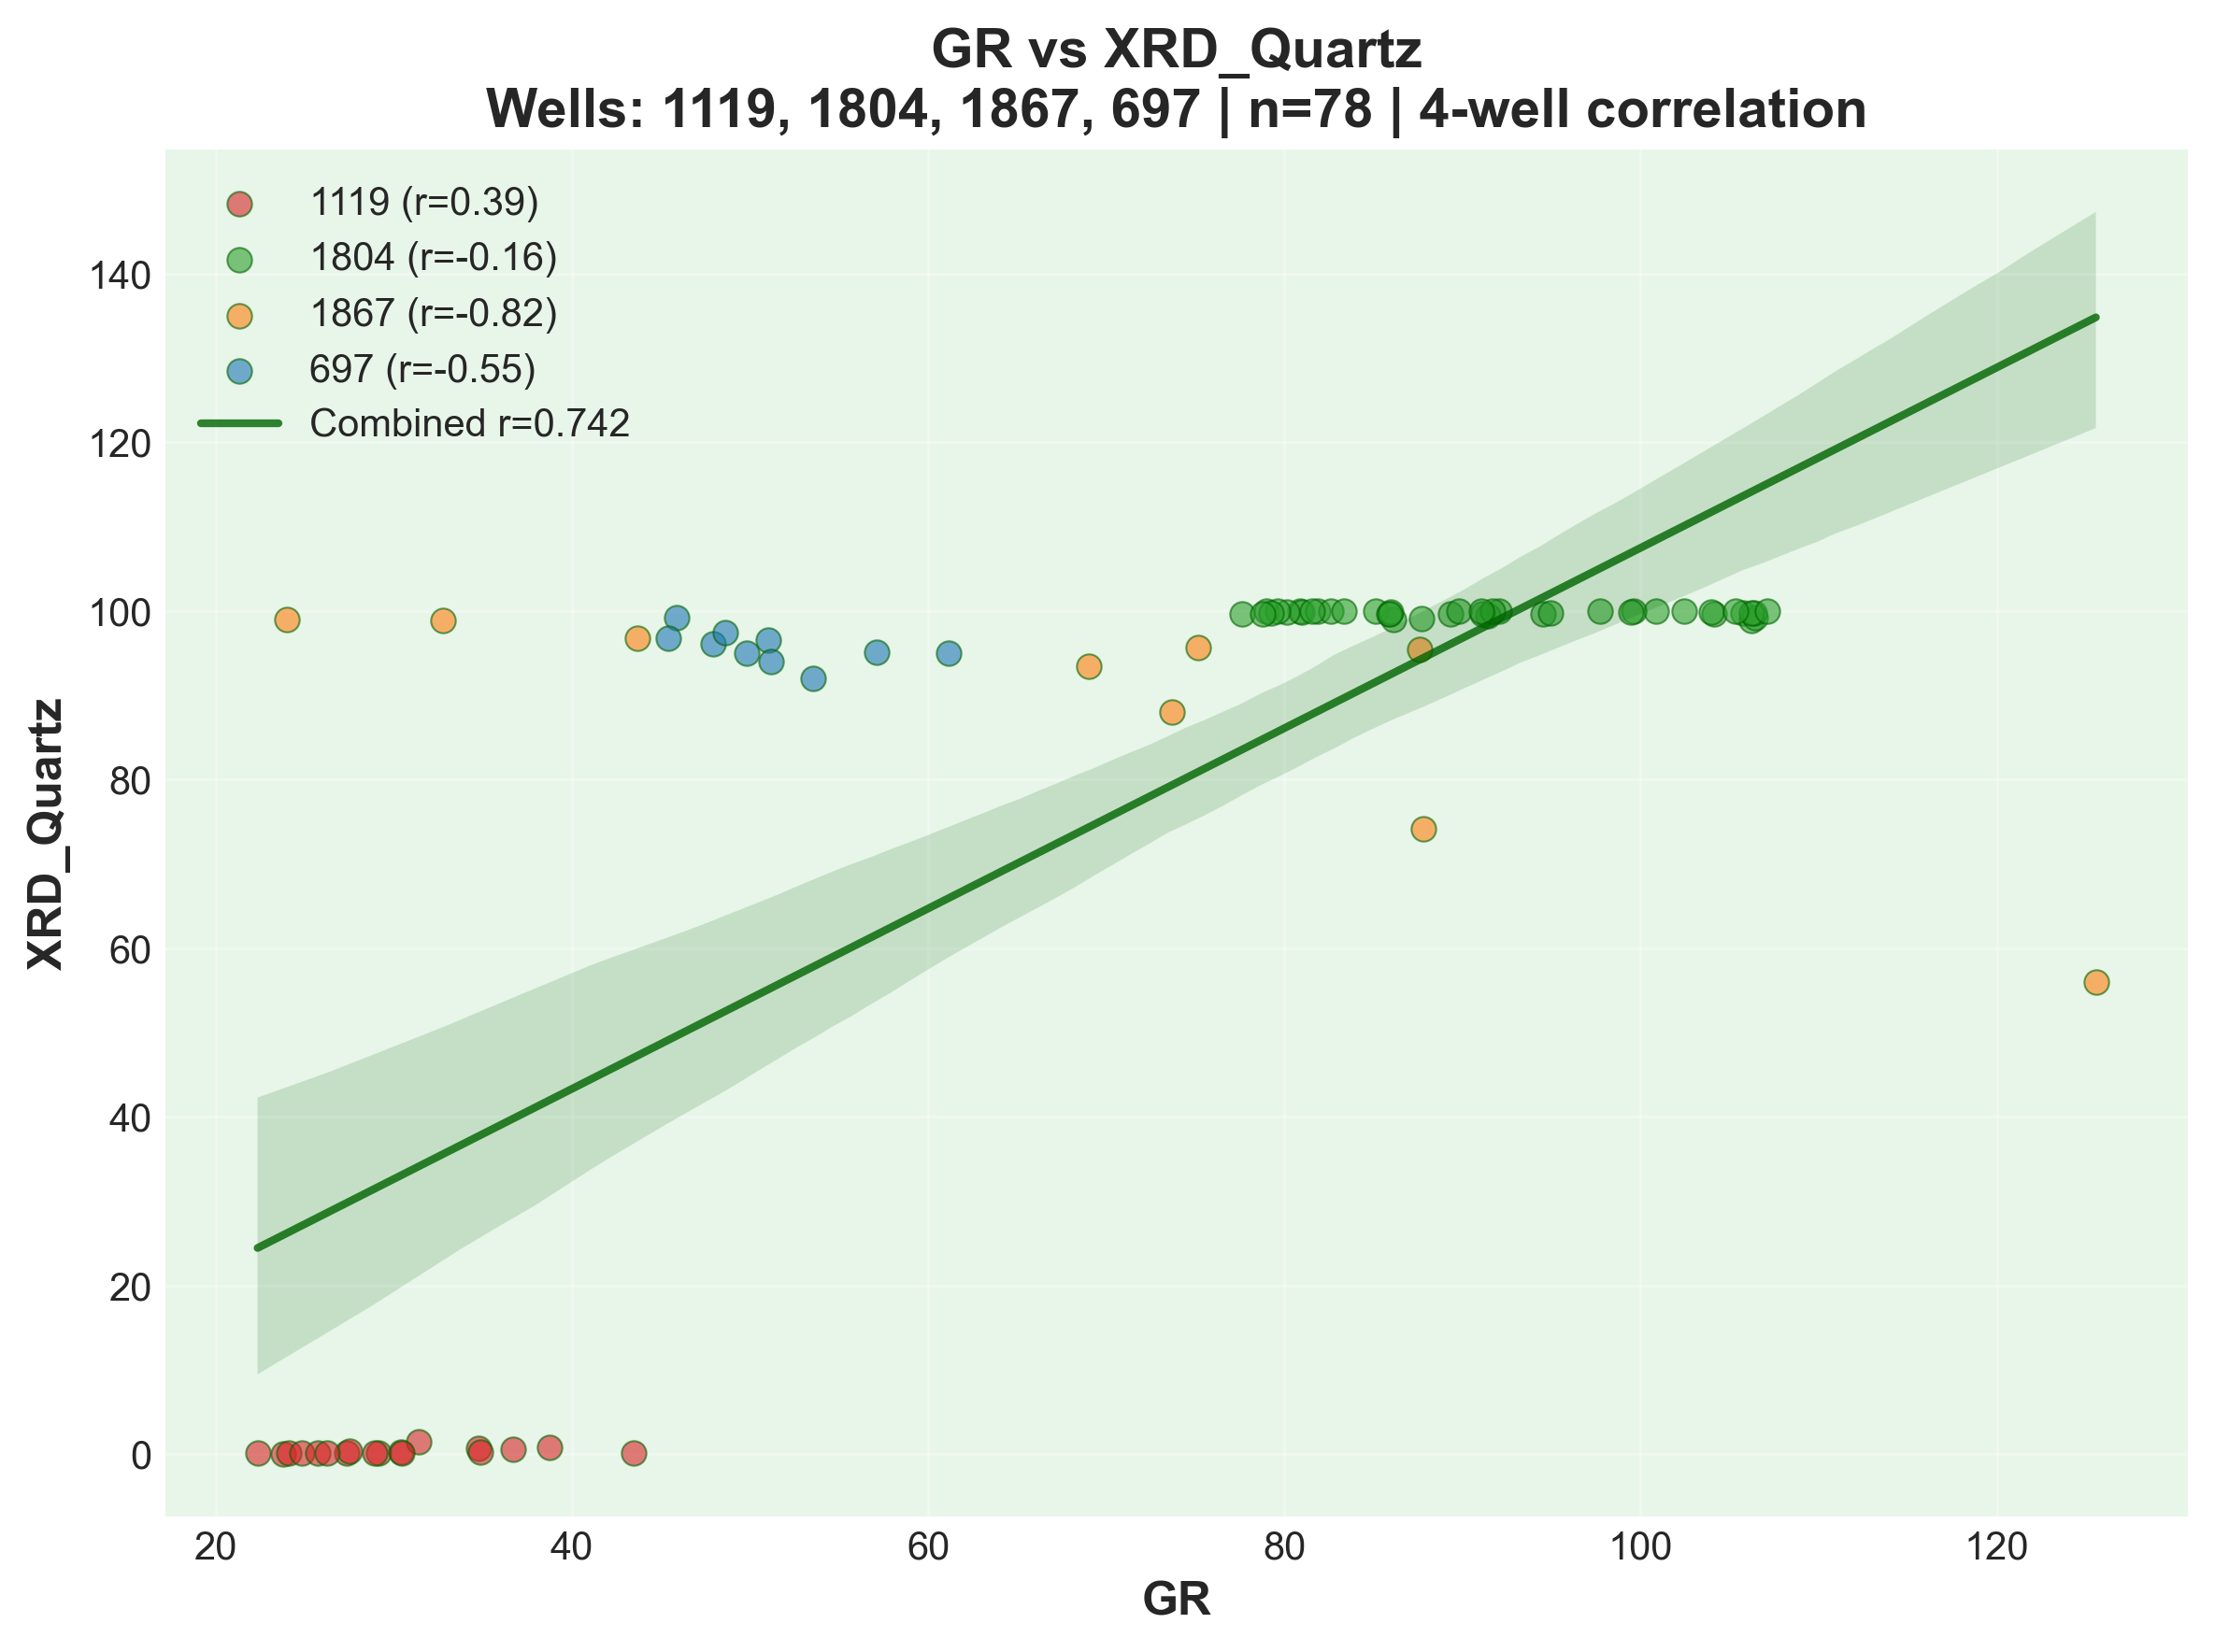 GR vs XRD_Quartz
Wells: 1119, 1804, 1867, 697 | n=78 | 4-well correlation
1119 (r=0.39)
1804 (r=-0.16)
1867 (r=-0.82)
697 (r=-0.55)
Combined r=0.742
XRD_Quartz
140
120
100
80
60
40
20
0
20 40 60 80 100 120
GR